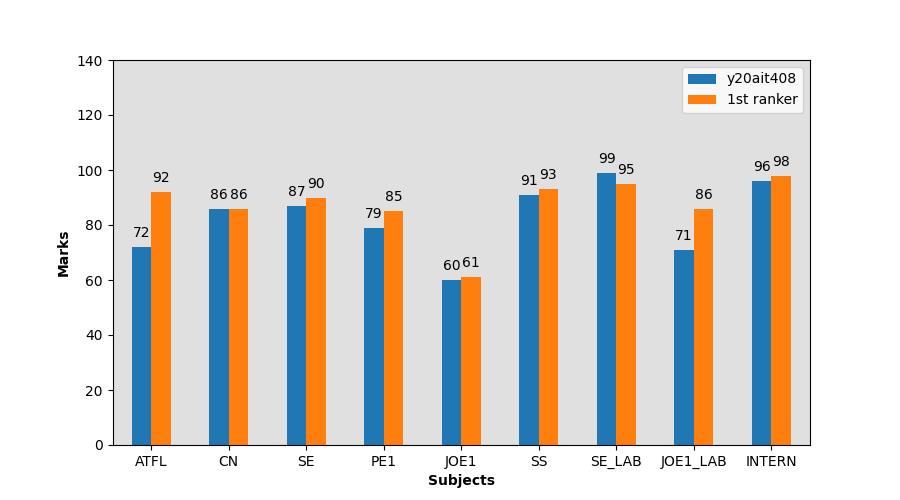 y20ait408
1st ranker
140
120
100
80
60
40
20
0
Marks
72 92 86 86 87 90 79 85 60 61 91 93 99 95 71 86 96 98
ATFL CN SE PE1 JOE1 SS SE_LAB JOE1_LAB INTERN
Subjects